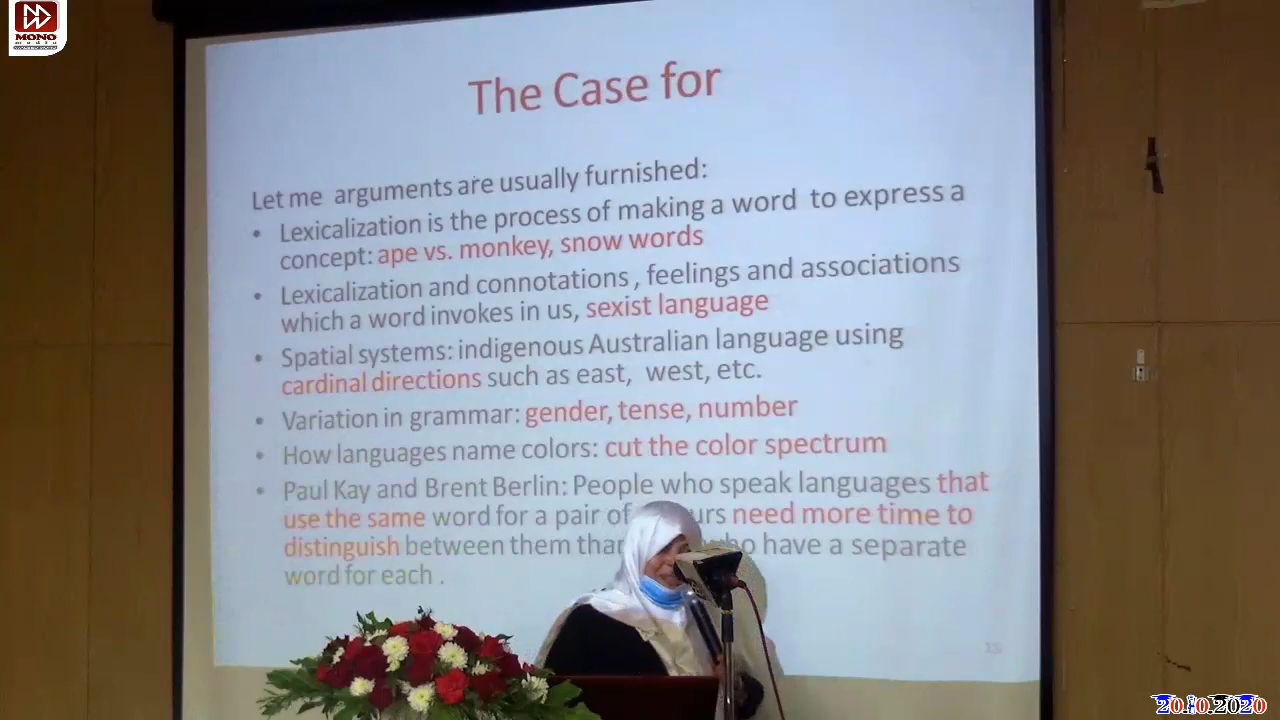 MONO
media
The Case for
Let me arguments are usually furnished:
• Lexicalization is the process of making a word to express a
concept: ape vs. monkey, snow words
• Lexicalization and connotations , feelings and associations
which a word invokes in us, sexist language
• Spatial systems: indigenous Australian language using
cardinal directions such as east, west, etc.
• Variation in grammar: gender, tense, number
• How languages name colors: cut the color spectrum
• Paul Kay and Brent Berlin: People who speak languages that
use the same word for a pair of urs need more time to
distinguish between them than who have a separate
word for each .
20.10.2020